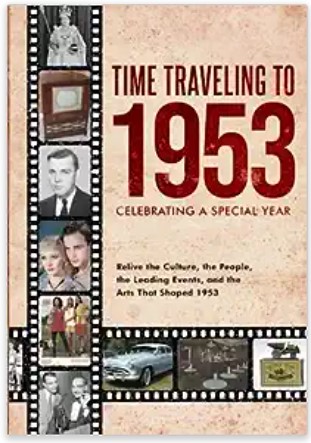 TIME TRAVELING TO
1953
CELEBRATING A SPECIAL YEAR
Relive the Culture, the People,
the Leading Events, and the
Arts That Shaped 1953